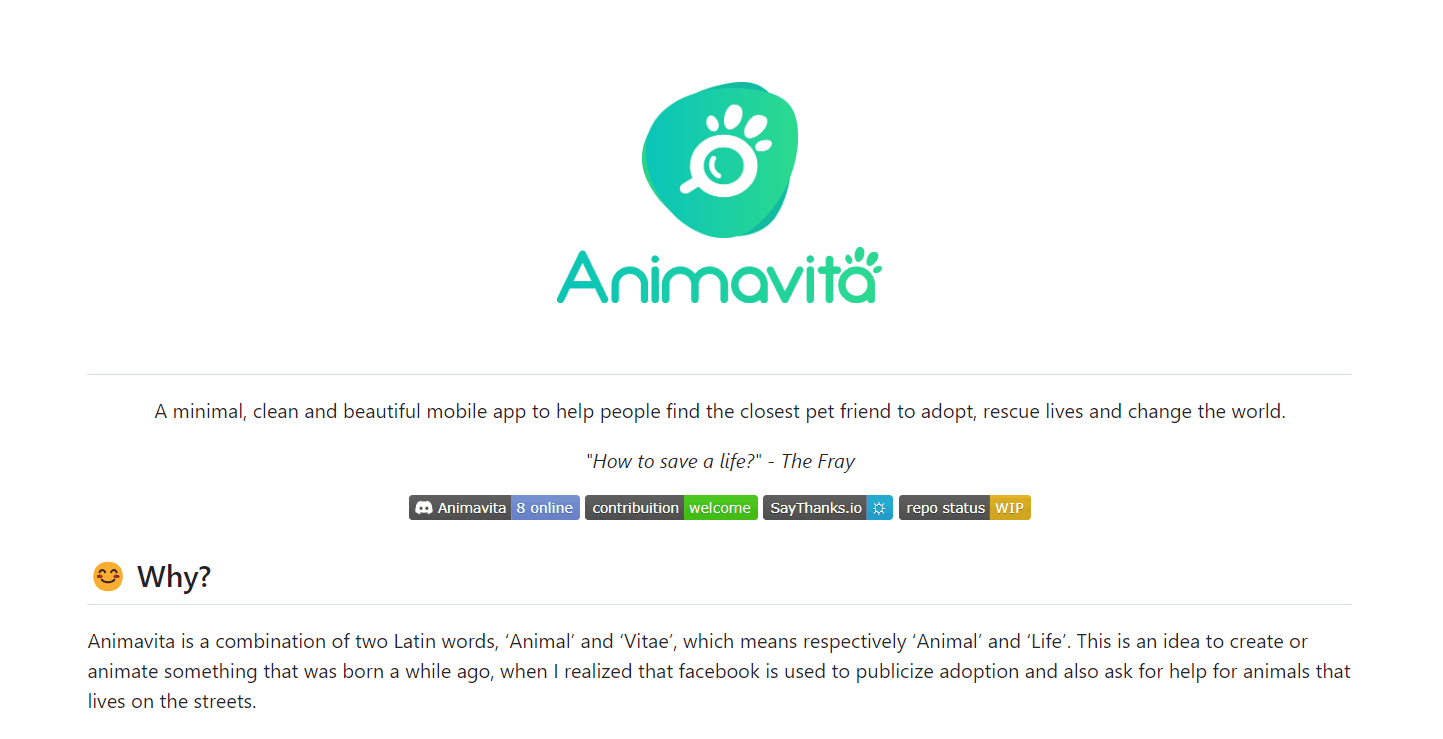 Animavita
A minimal, clean and beautiful mobile app to help people find the closest pet friend to adopt, rescue lives and change the world.
"How to save a life?" - The Fray
Animavita 8 online contribuition welcome SayThanks.io repo status WIP
Why?
Animavita is a combination of two Latin words, ‘Animal’ and ‘Vitae’, which means respectively ‘Animal’ and ‘Life’. This is an idea to create or
animate something that was born a while ago, when I realized that facebook is used to publicize adoption and also ask for help for animals that
lives on the streets.